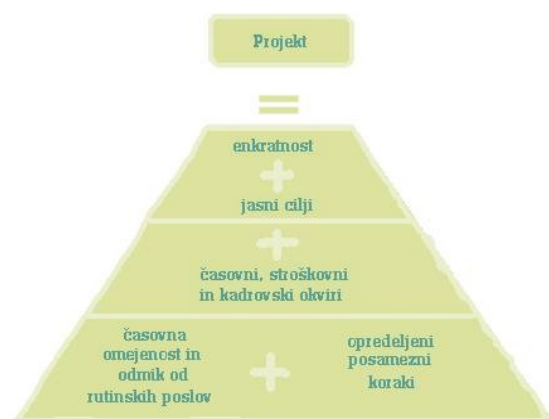 Projekt
=
enkratnost
+
jasni cilji
+
časovni, stroškovni
in kadrovski okviri
časovna
omejenost in
odmik od
rutinskih poslov
+
opredeljeni
posamezni
koraki